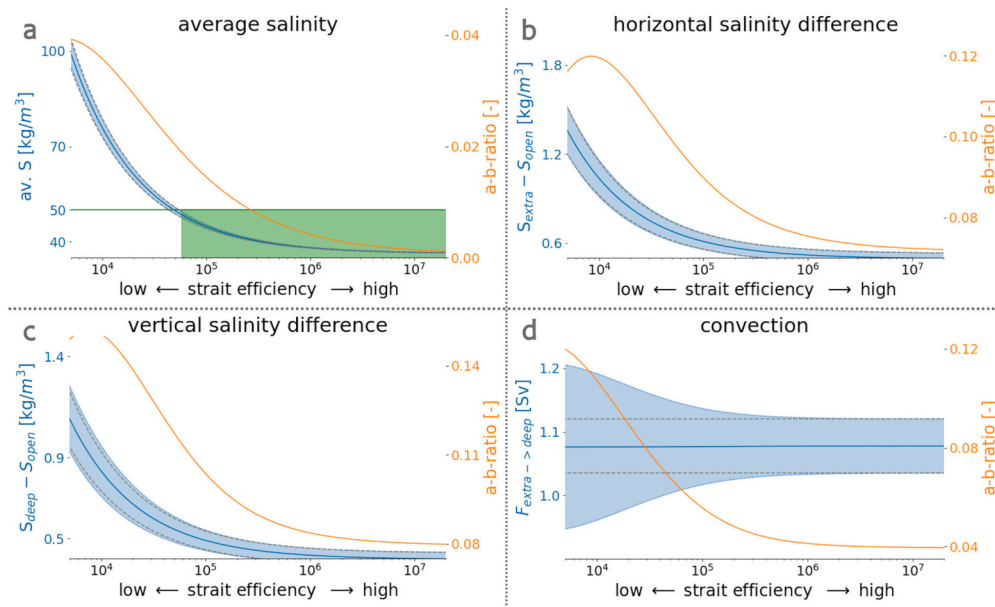 a
average salinity
100
70
50
40
av. S [kg/m³]
0.04
0.02
0.00
a-b-ratio [-]
10⁴
10⁵
10⁶
10⁷
low ⟵ strait efficiency ⟶ high
b
horizontal salinity difference
1.8
1.2
0.6
S_extra − S_open [kg/m³]
0.12
0.10
0.08
a-b-ratio [-]
10⁴
10⁵
10⁶
10⁷
low ⟵ strait efficiency ⟶ high
c
vertical salinity difference
1.4
0.9
0.5
S_deep − S_open [kg/m³]
0.14
0.11
0.08
a-b-ratio [-]
10⁴
10⁵
10⁶
10⁷
low ⟵ strait efficiency ⟶ high
d
convection
1.2
1.1
1.0
F_extra−>deep [Sv]
0.12
0.08
0.04
a-b-ratio [-]
10⁴
10⁵
10⁶
10⁷
low ⟵ strait efficiency ⟶ high